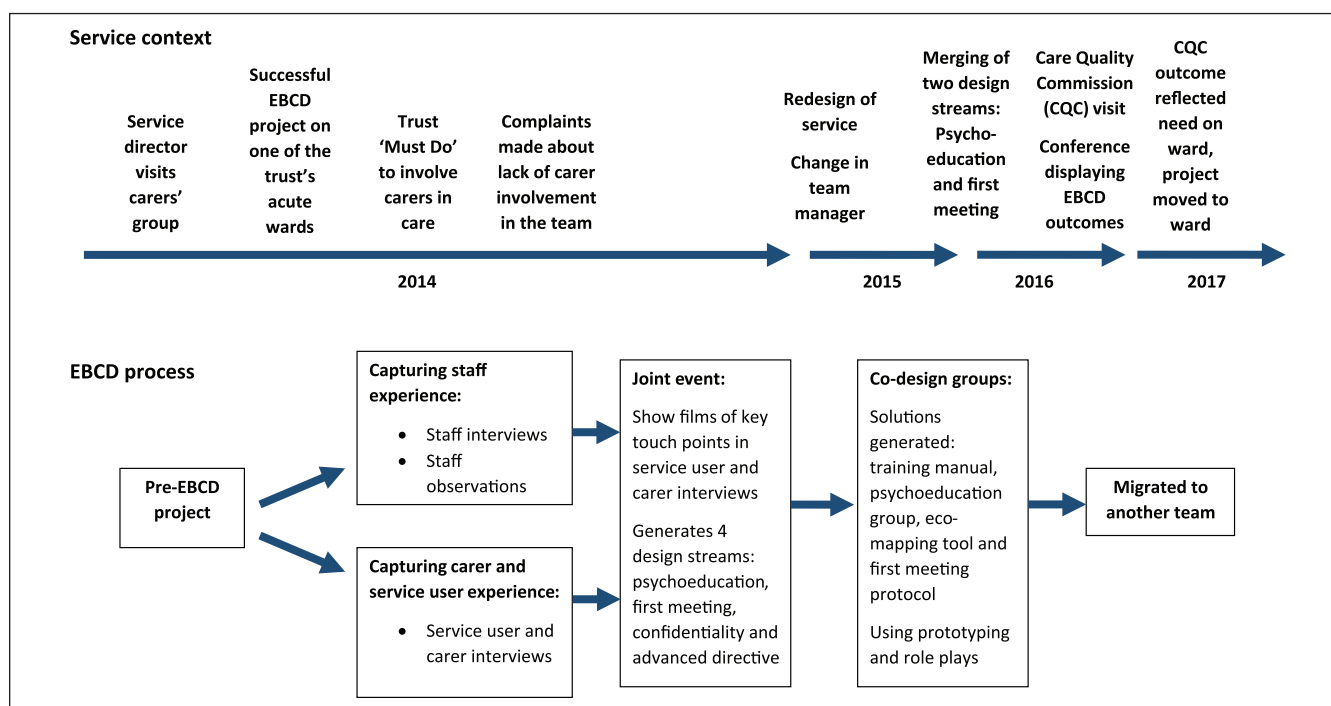 Service context
Service
director
visits
carers'
group
Successful
EBCD
project on
one of the
trust's
acute
wards
Trust
‘Must Do’
to involve
carers in
care
Complaints
made about
lack of carer
involvement
in the team
Redesign of
service
Change in
team
manager
Merging of
two design
streams:
Psycho-
education
and first
meeting
Care Quality
Commission
(CQC) visit
Conference
displaying
EBCD
outcomes
CQC
outcome
reflected
need on
ward,
project
moved to
ward
2014
2015
2016
2017
EBCD process
Pre-EBCD
project
Capturing staff
experience:
• Staff interviews
• Staff
observations
Capturing carer and
service user experience:
• Service user and
carer interviews
Joint event:
Show films of key
touch points in
service user and
carer interviews
Generates 4
design streams:
psychoeducation,
first meeting,
confidentiality and
advanced directive
Co-design groups:
Solutions
generated:
training manual,
psychoeducation
group, eco-
mapping tool and
first meeting
protocol
Using prototyping
and role plays
Migrated to
another team